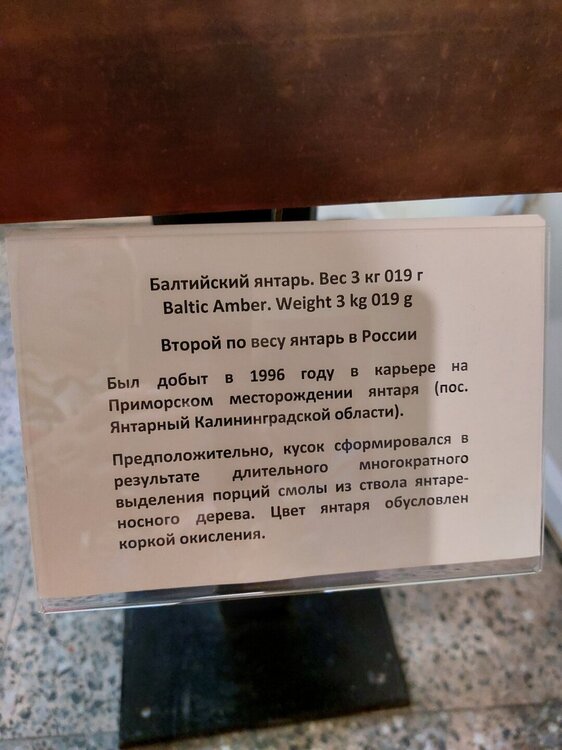 Балтийский янтарь. Вес 3 кг 019 г
Baltic Amber. Weight 3 kg 019 g
Второй по весу янтарь в России
Был добыт в 1996 году в карьере на
Приморском месторождении янтаря (пос.
Янтарный Калининградской области).
Предположительно, кусок сформировался в
результате длительного многократного
выделения порций смолы из ствола янтаре-
носного дерева. Цвет янтаря обусловлен
коркой окисления.